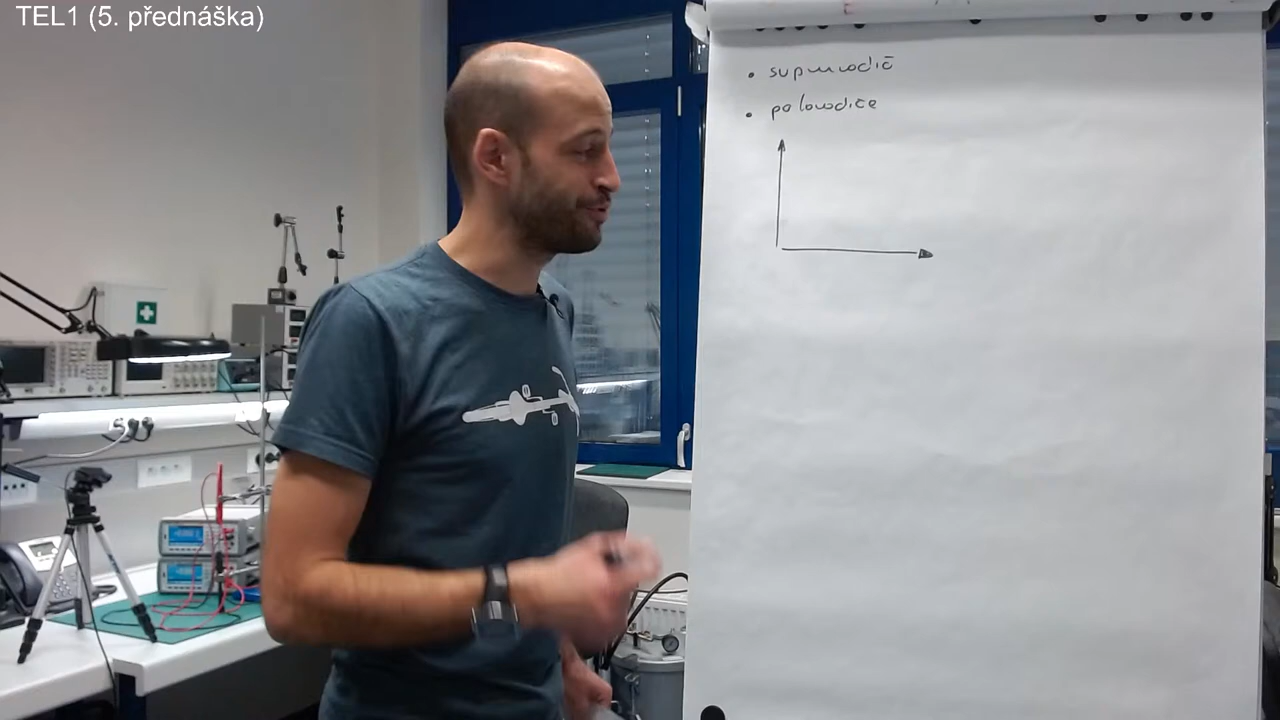 TEL1 (5. přednáška)
• supravodič
• polovodiče